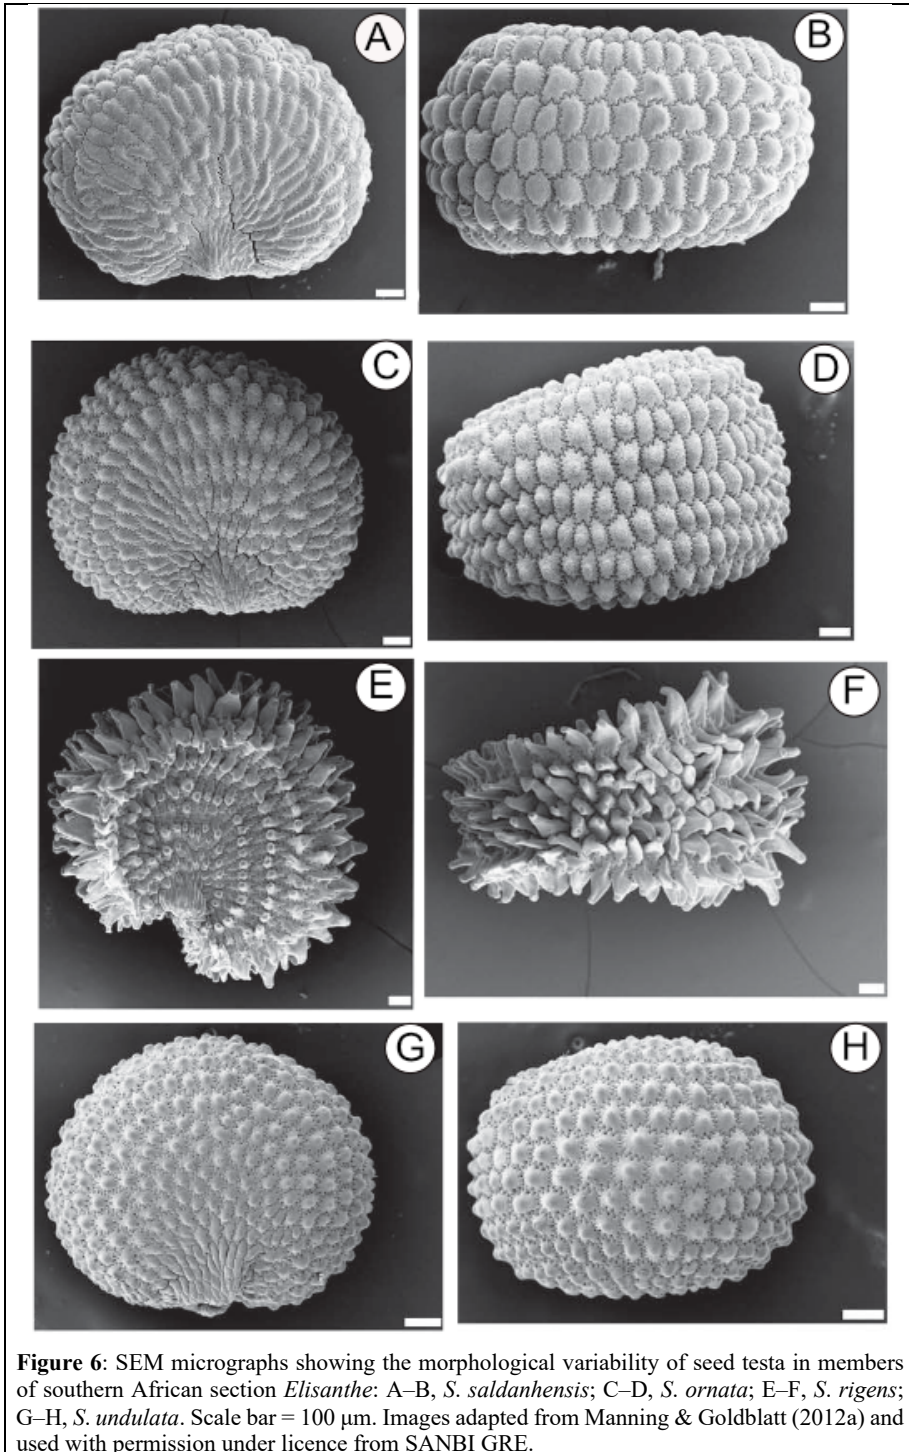 A
B
C
D
E
F
G
H
Figure 6: SEM micrographs showing the morphological variability of seed testa in members
of southern African section Elisanthe: A–B, S. saldanhensis; C–D, S. ornata; E–F, S. rigens;
G–H, S. undulata. Scale bar = 100 μm. Images adapted from Manning & Goldblatt (2012a) and
used with permission under licence from SANBI GRE.